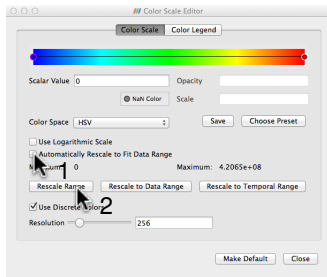 Color Scale Editor
Color Scale Color Legend
Scalar Value 0 Opacity
NaN Color Scale
Color Space HSV Save Choose Preset
Use Logarithmic Scale
Automatically Rescale to Fit Data Range
1
0 Maximum: 4.2065e+08
Rescale Range Rescale to Data Range Rescale to Temporal Range
2
Use Discrete Colors
Resolution 256
Make Default Close